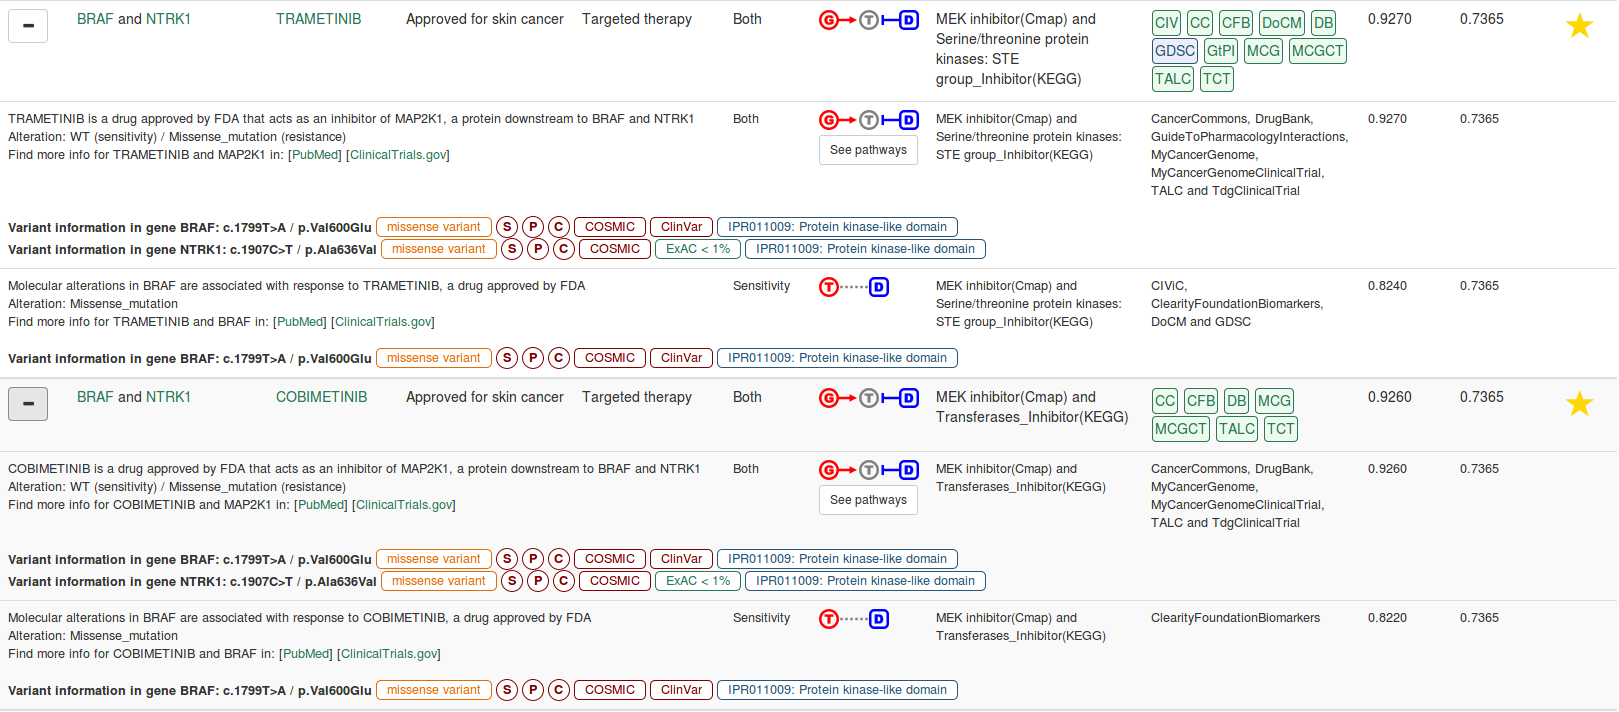 − BRAF and NTRK1 TRAMETINIB Approved for skin cancer Targeted therapy Both G T D MEK inhibitor(Cmap) and CIV CC CFB DoCM DB 0.9270 0.7365
Serine/threonine protein GDSC GtPI MCG MCGCT
kinases: STE
group_Inhibitor(KEGG) TALC TCT
TRAMETINIB is a drug approved by FDA that acts as an inhibitor of MAP2K1, a protein downstream to BRAF and NTRK1 Both G T D MEK inhibitor(Cmap) and CancerCommons, DrugBank, 0.9270 0.7365
Alteration: WT (sensitivity) / Missense_mutation (resistance) Serine/threonine protein kinases: GuideToPharmacologyInteractions,
Find more info for TRAMETINIB and MAP2K1 in: [PubMed] [ClinicalTrials.gov] See pathways STE group_Inhibitor(KEGG) MyCancerGenome,
MyCancerGenomeClinicalTrial,
TALC and TdgClinicalTrial
Variant information in gene BRAF: c.1799T>A / p.Val600Glu missense variant S P C COSMIC ClinVar IPR011009: Protein kinase-like domain
Variant information in gene NTRK1: c.1907C>T / p.Ala636Val missense variant S P C COSMIC ExAC < 1% IPR011009: Protein kinase-like domain
Molecular alterations in BRAF are associated with response to TRAMETINIB, a drug approved by FDA Sensitivity T D MEK inhibitor(Cmap) and CIViC, 0.8240 0.7365
Alteration: Missense_mutation Serine/threonine protein kinases: ClearityFoundationBiomarkers,
Find more info for TRAMETINIB and BRAF in: [PubMed] [ClinicalTrials.gov] STE group_Inhibitor(KEGG) DoCM and GDSC
Variant information in gene BRAF: c.1799T>A / p.Val600Glu missense variant S P C COSMIC ClinVar IPR011009: Protein kinase-like domain
− BRAF and NTRK1 COBIMETINIB Approved for skin cancer Targeted therapy Both G T D MEK inhibitor(Cmap) and CC CFB DB MCG 0.9260 0.7365
Transferases_Inhibitor(KEGG) MCGCT TALC TCT
COBIMETINIB is a drug approved by FDA that acts as an inhibitor of MAP2K1, a protein downstream to BRAF and NTRK1 Both G T D MEK inhibitor(Cmap) and CancerCommons, DrugBank, 0.9260 0.7365
Alteration: WT (sensitivity) / Missense_mutation (resistance) Transferases_Inhibitor(KEGG) MyCancerGenome,
Find more info for COBIMETINIB and MAP2K1 in: [PubMed] [ClinicalTrials.gov] See pathways MyCancerGenomeClinicalTrial,
TALC and TdgClinicalTrial
Variant information in gene BRAF: c.1799T>A / p.Val600Glu missense variant S P C COSMIC ClinVar IPR011009: Protein kinase-like domain
Variant information in gene NTRK1: c.1907C>T / p.Ala636Val missense variant S P C COSMIC ExAC < 1% IPR011009: Protein kinase-like domain
Molecular alterations in BRAF are associated with response to COBIMETINIB, a drug approved by FDA Sensitivity T D MEK inhibitor(Cmap) and ClearityFoundationBiomarkers 0.8220 0.7365
Alteration: Missense_mutation Transferases_Inhibitor(KEGG)
Find more info for COBIMETINIB and BRAF in: [PubMed] [ClinicalTrials.gov]
Variant information in gene BRAF: c.1799T>A / p.Val600Glu missense variant S P C COSMIC ClinVar IPR011009: Protein kinase-like domain